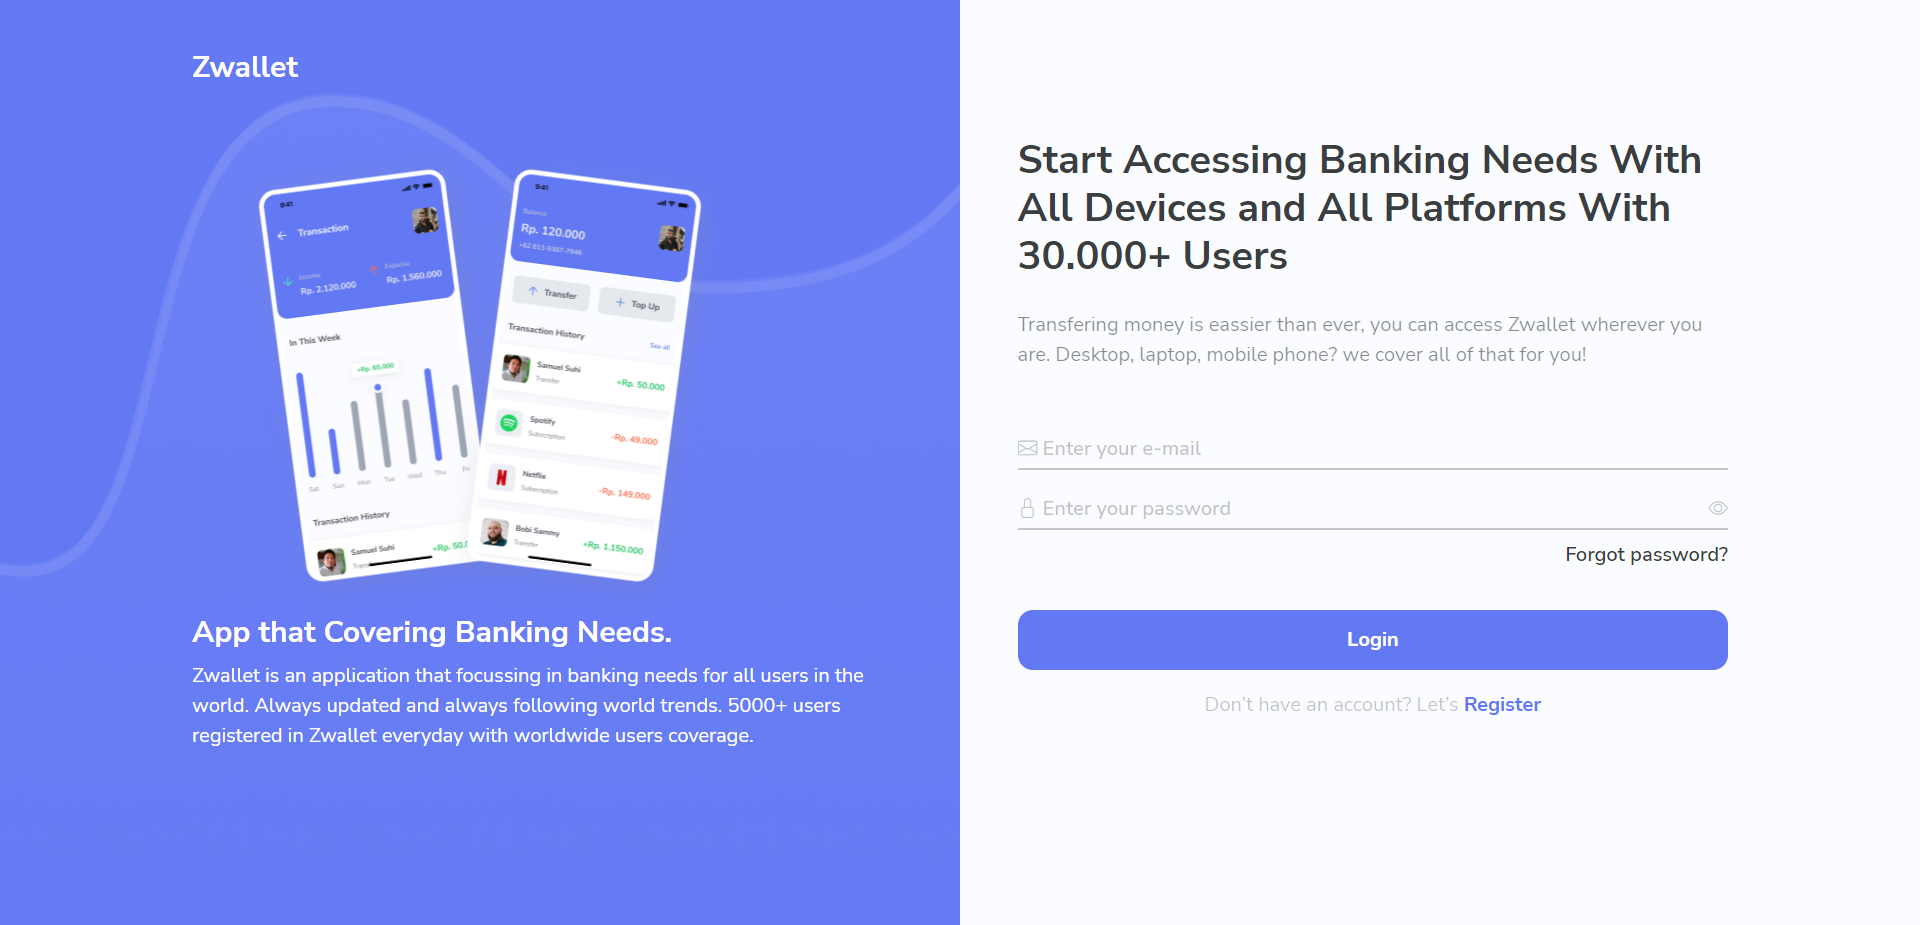 Zwallet
9:41
Transaction
Income
Rp. 2.120.000
Expense
Rp. 1.560.000
In This Week
+Rp. 65.000
Sat Sun Mon Tue Wed Thu Fri
Transaction History
Samuel Suhi
+Rp. 50.0
9:41
Balance
Rp. 120.000
+62 813-9387-7946
Transfer
Top Up
Transaction History
See all
Samuel Suhi
Transfer
+Rp. 50.000
Spotify
Subscription
-Rp. 49.000
Netflix
Subscription
-Rp. 149.000
Bobi Sammy
Transfer
+Rp. 1.150.000
App that Covering Banking Needs.
Zwallet is an application that focussing in banking needs for all users in the
world. Always updated and always following world trends. 5000+ users
registered in Zwallet everyday with worldwide users coverage.
Start Accessing Banking Needs With
All Devices and All Platforms With
30.000+ Users
Transfering money is eassier than ever, you can access Zwallet wherever you
are. Desktop, laptop, mobile phone? we cover all of that for you!
Enter your e-mail
Enter your password
Forgot password?
Login
Don't have an account? Let's Register